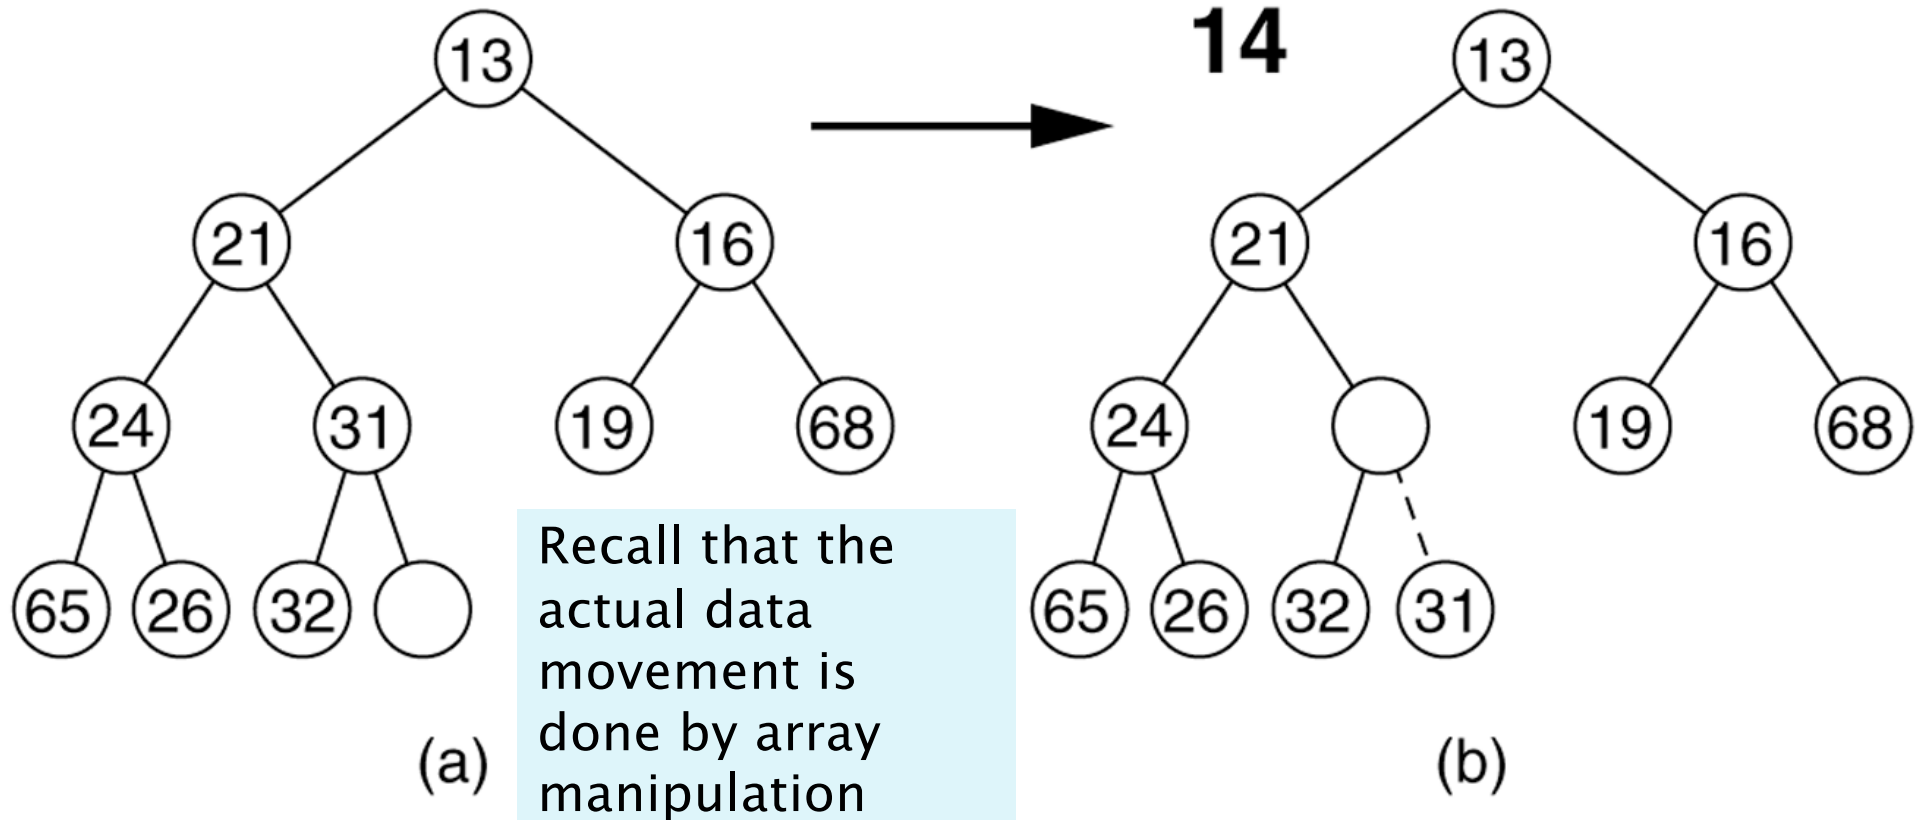 13
21 16
24 31 19 68
65 26 32
(a)
Recall that the
actual data
movement is
done by array
manipulation
14
13
21 16
24 19 68
65 26 32 31
(b)